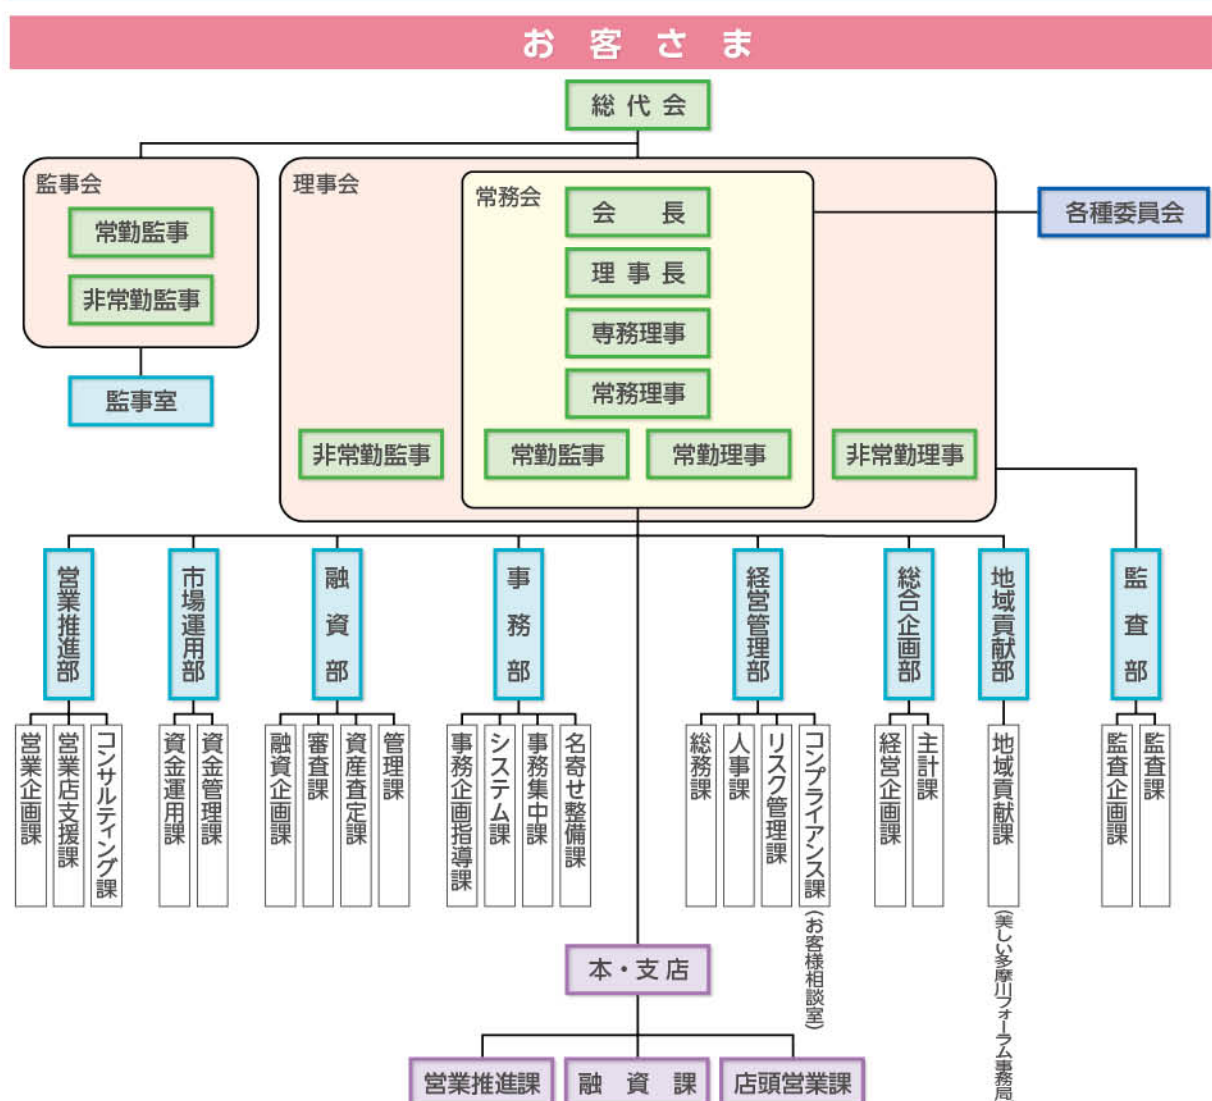 お客さま
総代会
監事会
常勤監事
非常勤監事
監事室
理事会
常務会
会長
理事長
専務理事
常務理事
非常勤監事
常勤監事
常勤理事
非常勤理事
各種委員会
営業推進部
市場運用部
融資部
事務部
経営管理部
総合企画部
地域貢献部
監査部
営業企画課
営業店支援課
コンサルティング課
資金運用課
資金管理課
融資企画課
審査課
資産査定課
管理課
事務企画指導課
システム課
事務集中課
名寄せ整備課
総務課
人事課
リスク管理課
コンプライアンス課
(お客様相談室)
経営企画課
主計課
地域貢献課
(美しい多摩川フォーラム事務局
監査企画課
監査課
本・支店
営業推進課
融資課
店頭営業課